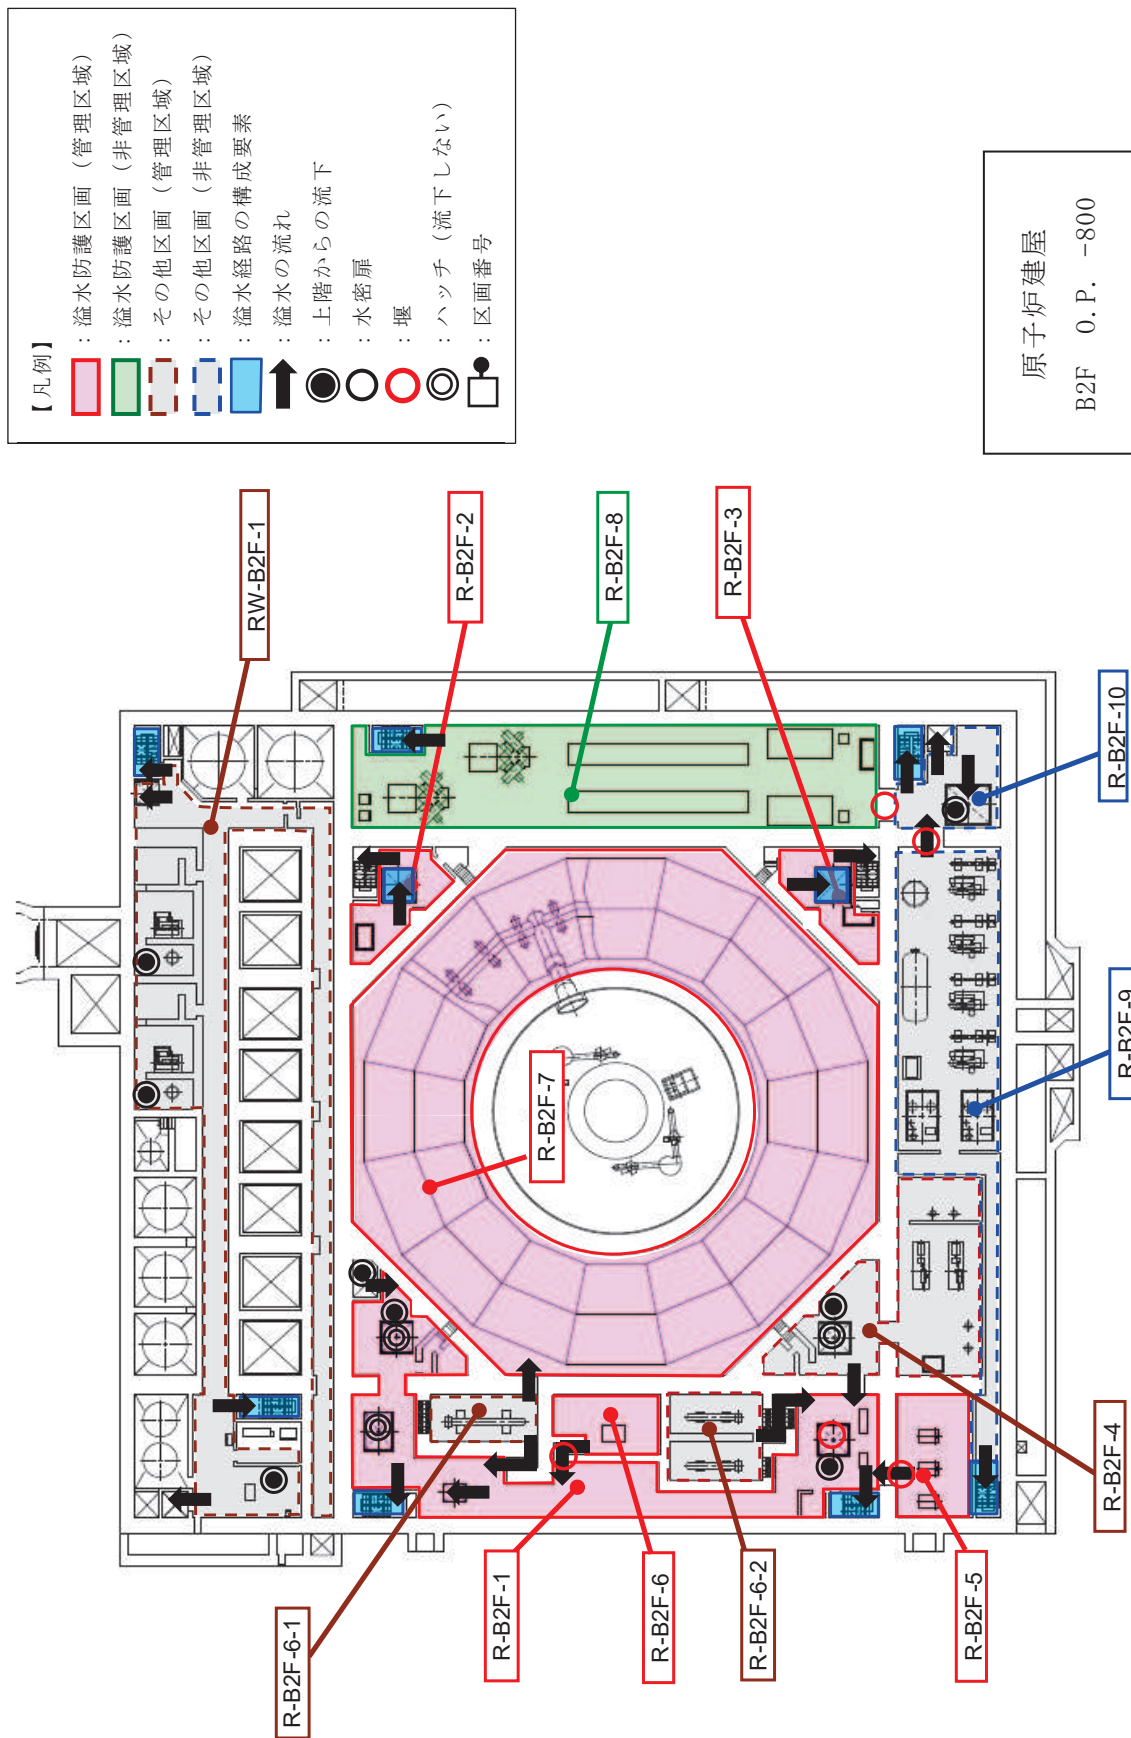 【凡例】
：溢水防護区画（管理区域）
：溢水防護区画（非管理区域）
：その他区画（管理区域）
：その他区画（非管理区域）
：溢水経路の構成要素
：溢水の流れ
：上階からの流下
：水密扉
：堰
：ハッチ（流下しない）
：区画番号
原子炉建屋
B2F O.P. -800
RW-B2F-1
R-B2F-2
R-B2F-8
R-B2F-3
R-B2F-10
R-B2F-9
R-B2F-7
R-B2F-6-1
R-B2F-1
R-B2F-6
R-B2F-6-2
R-B2F-5
R-B2F-4